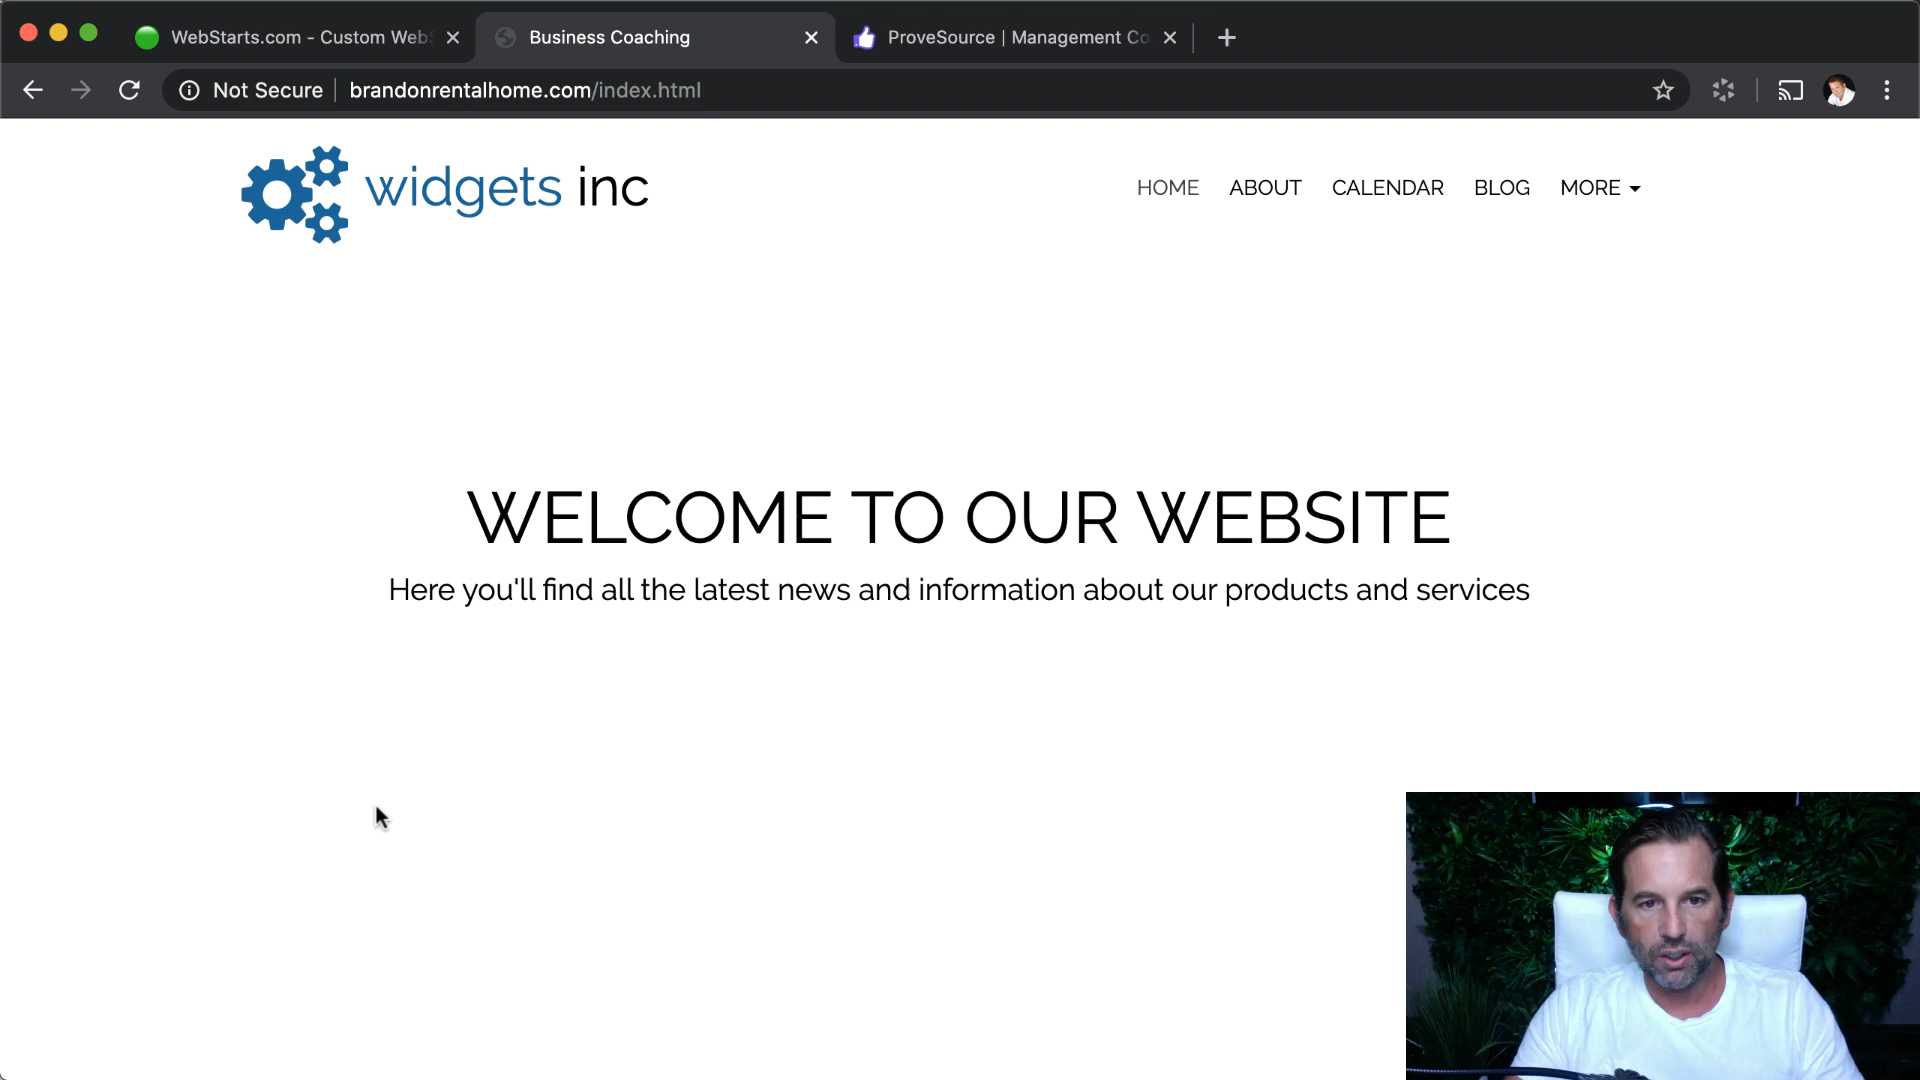 WebStarts.com - Custom WebS
Business Coaching
ProveSource | Management Co
Not Secure
brandonrentalhome.com/index.html
widgets inc
HOME ABOUT CALENDAR BLOG MORE
WELCOME TO OUR WEBSITE
Here you'll find all the latest news and information about our products and services